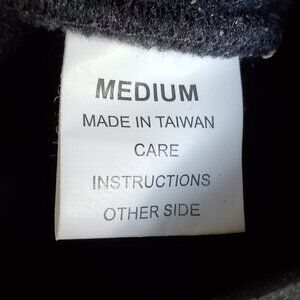 MEDIUM
MADE IN TAIWAN
CARE
INSTRUCTIONS
OTHER SIDE